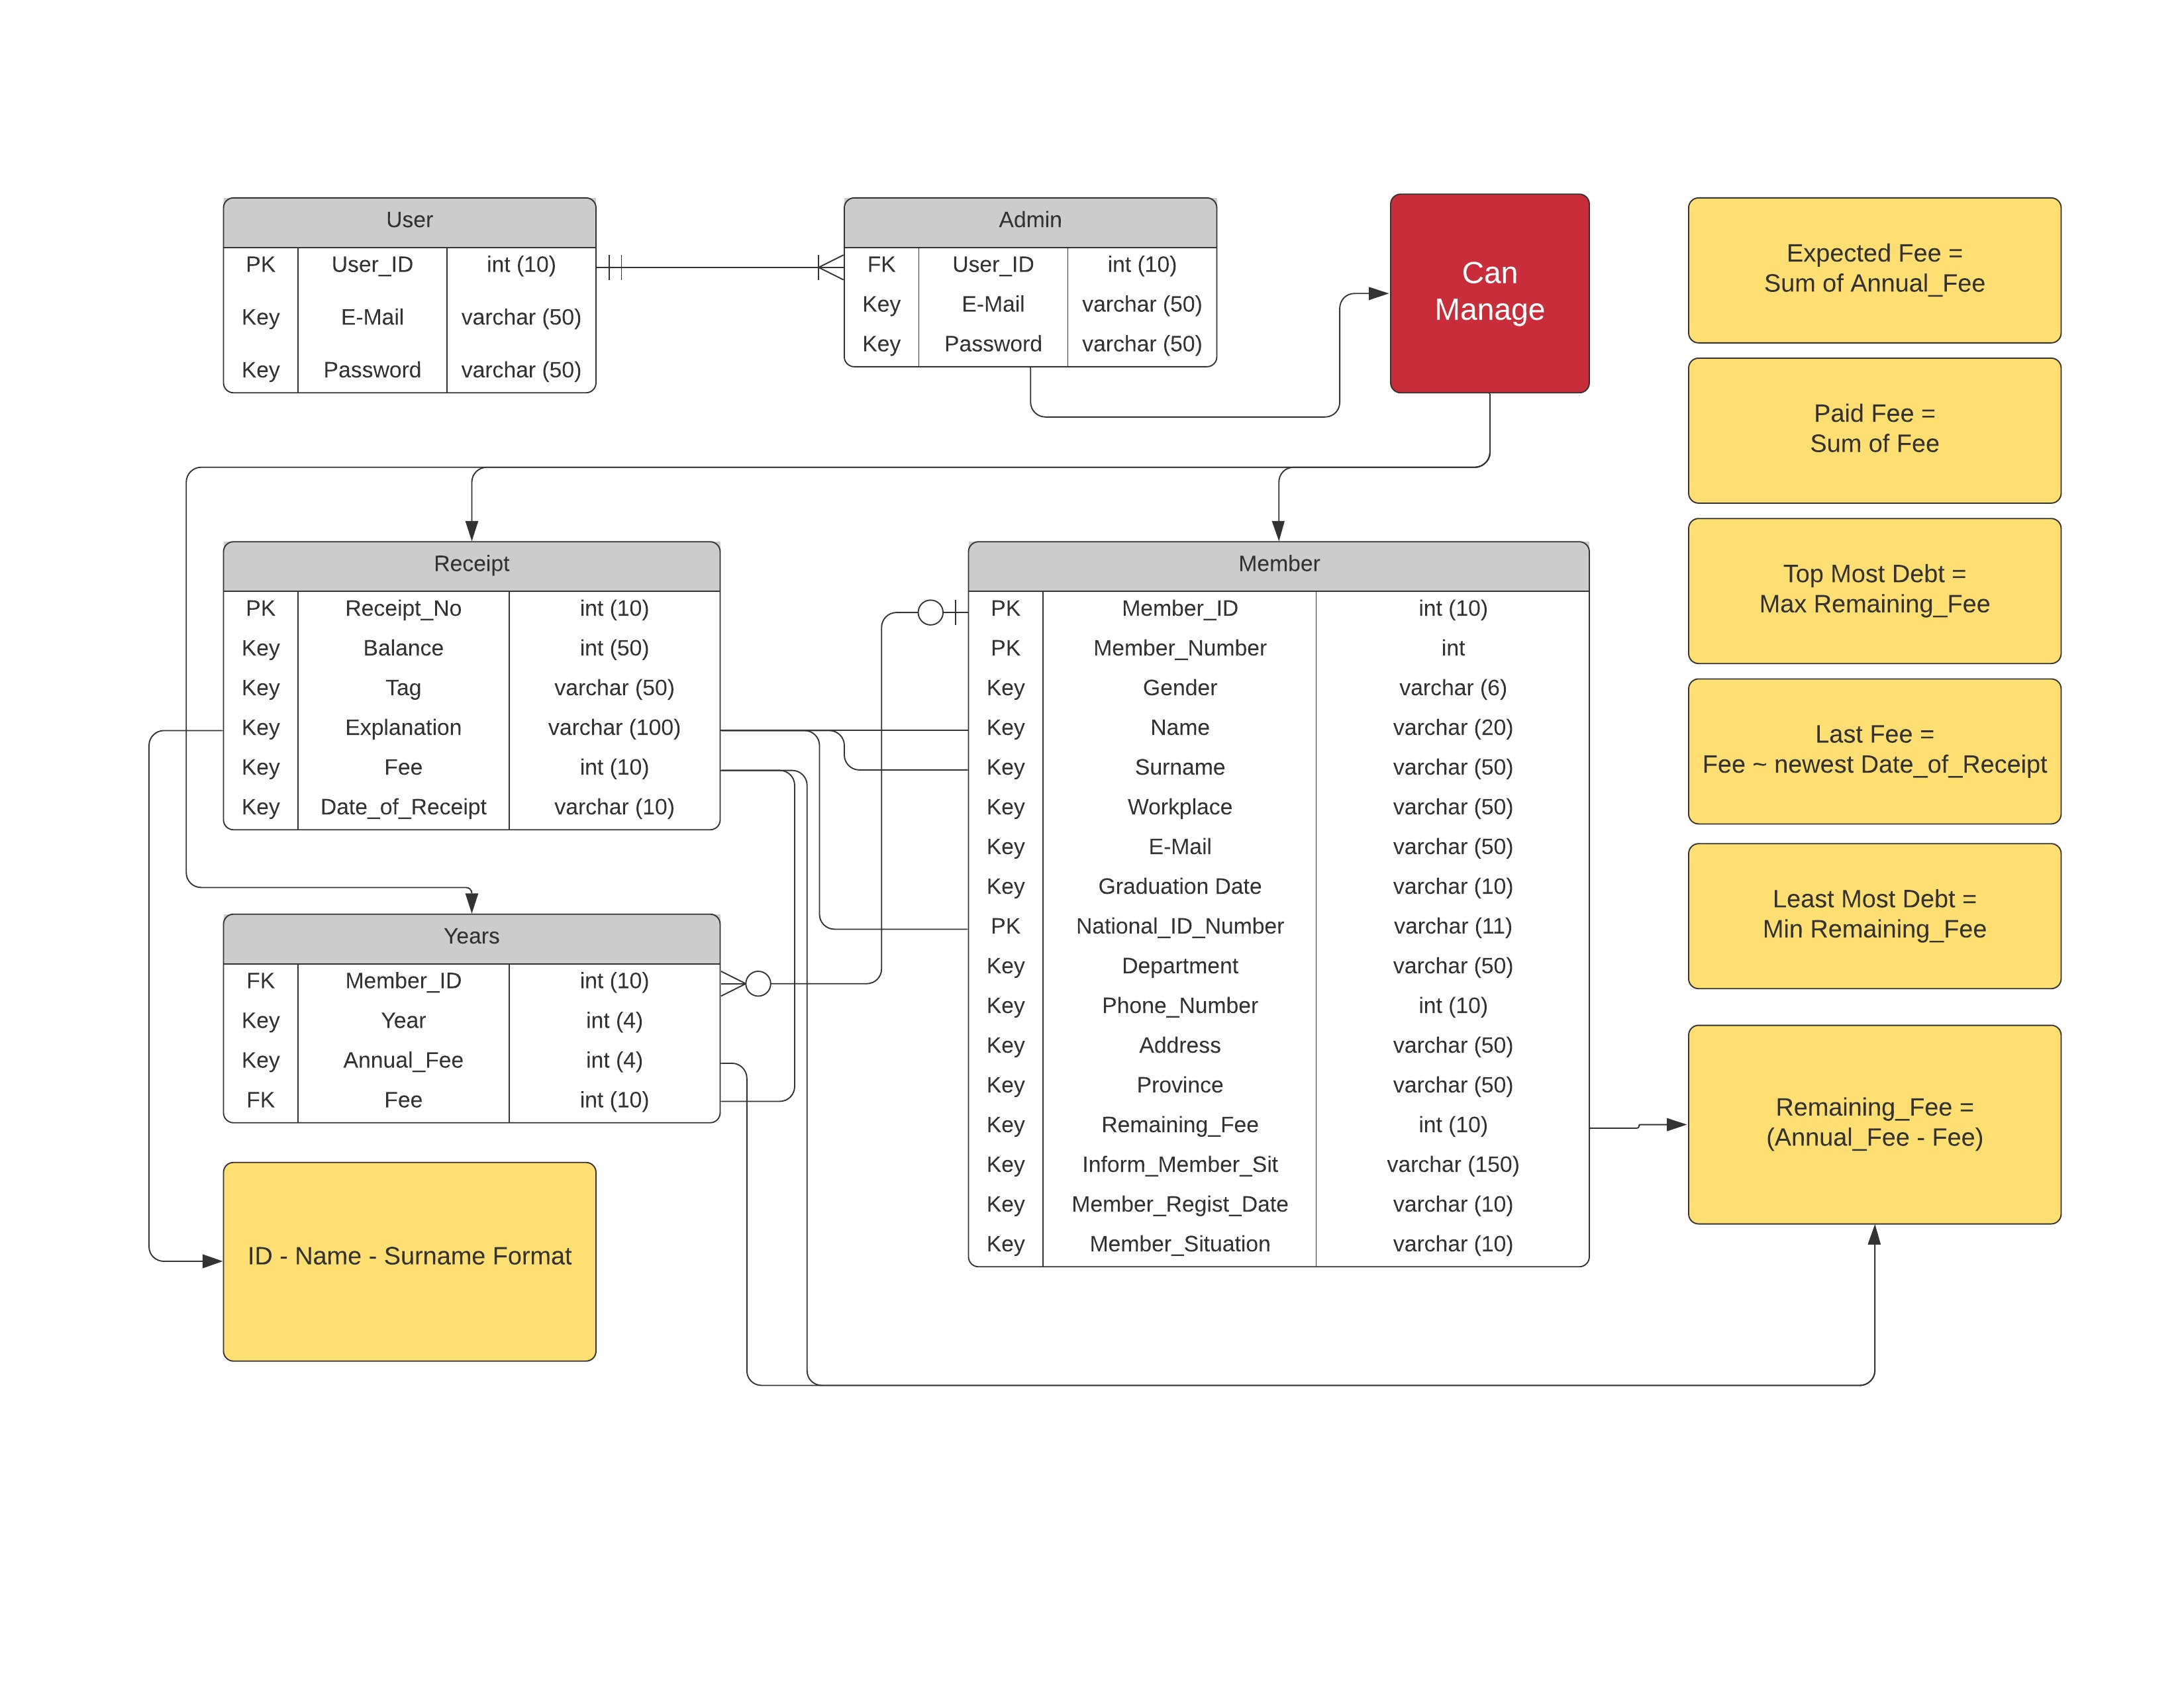 User
PK User_ID int (10)
Key E-Mail varchar (50)
Key Password varchar (50)
Admin
FK User_ID int (10)
Key E-Mail varchar (50)
Key Password varchar (50)
Can
Manage
Expected Fee =
Sum of Annual_Fee
Paid Fee =
Sum of Fee
Top Most Debt =
Max Remaining_Fee
Last Fee =
Fee ~ newest Date_of_Receipt
Least Most Debt =
Min Remaining_Fee
Remaining_Fee =
(Annual_Fee - Fee)
Receipt
PK Receipt_No int (10)
Key Balance int (50)
Key Tag varchar (50)
Key Explanation varchar (100)
Key Fee int (10)
Key Date_of_Receipt varchar (10)
Member
PK Member_ID int (10)
PK Member_Number int
Key Gender varchar (6)
Key Name varchar (20)
Key Surname varchar (50)
Key Workplace varchar (50)
Key E-Mail varchar (50)
Key Graduation Date varchar (10)
PK National_ID_Number varchar (11)
Key Department varchar (50)
Key Phone_Number int (10)
Key Address varchar (50)
Key Province varchar (50)
Key Remaining_Fee int (10)
Key Inform_Member_Sit varchar (150)
Key Member_Regist_Date varchar (10)
Key Member_Situation varchar (10)
Years
FK Member_ID int (10)
Key Year int (4)
Key Annual_Fee int (4)
FK Fee int (10)
ID - Name - Surname Format